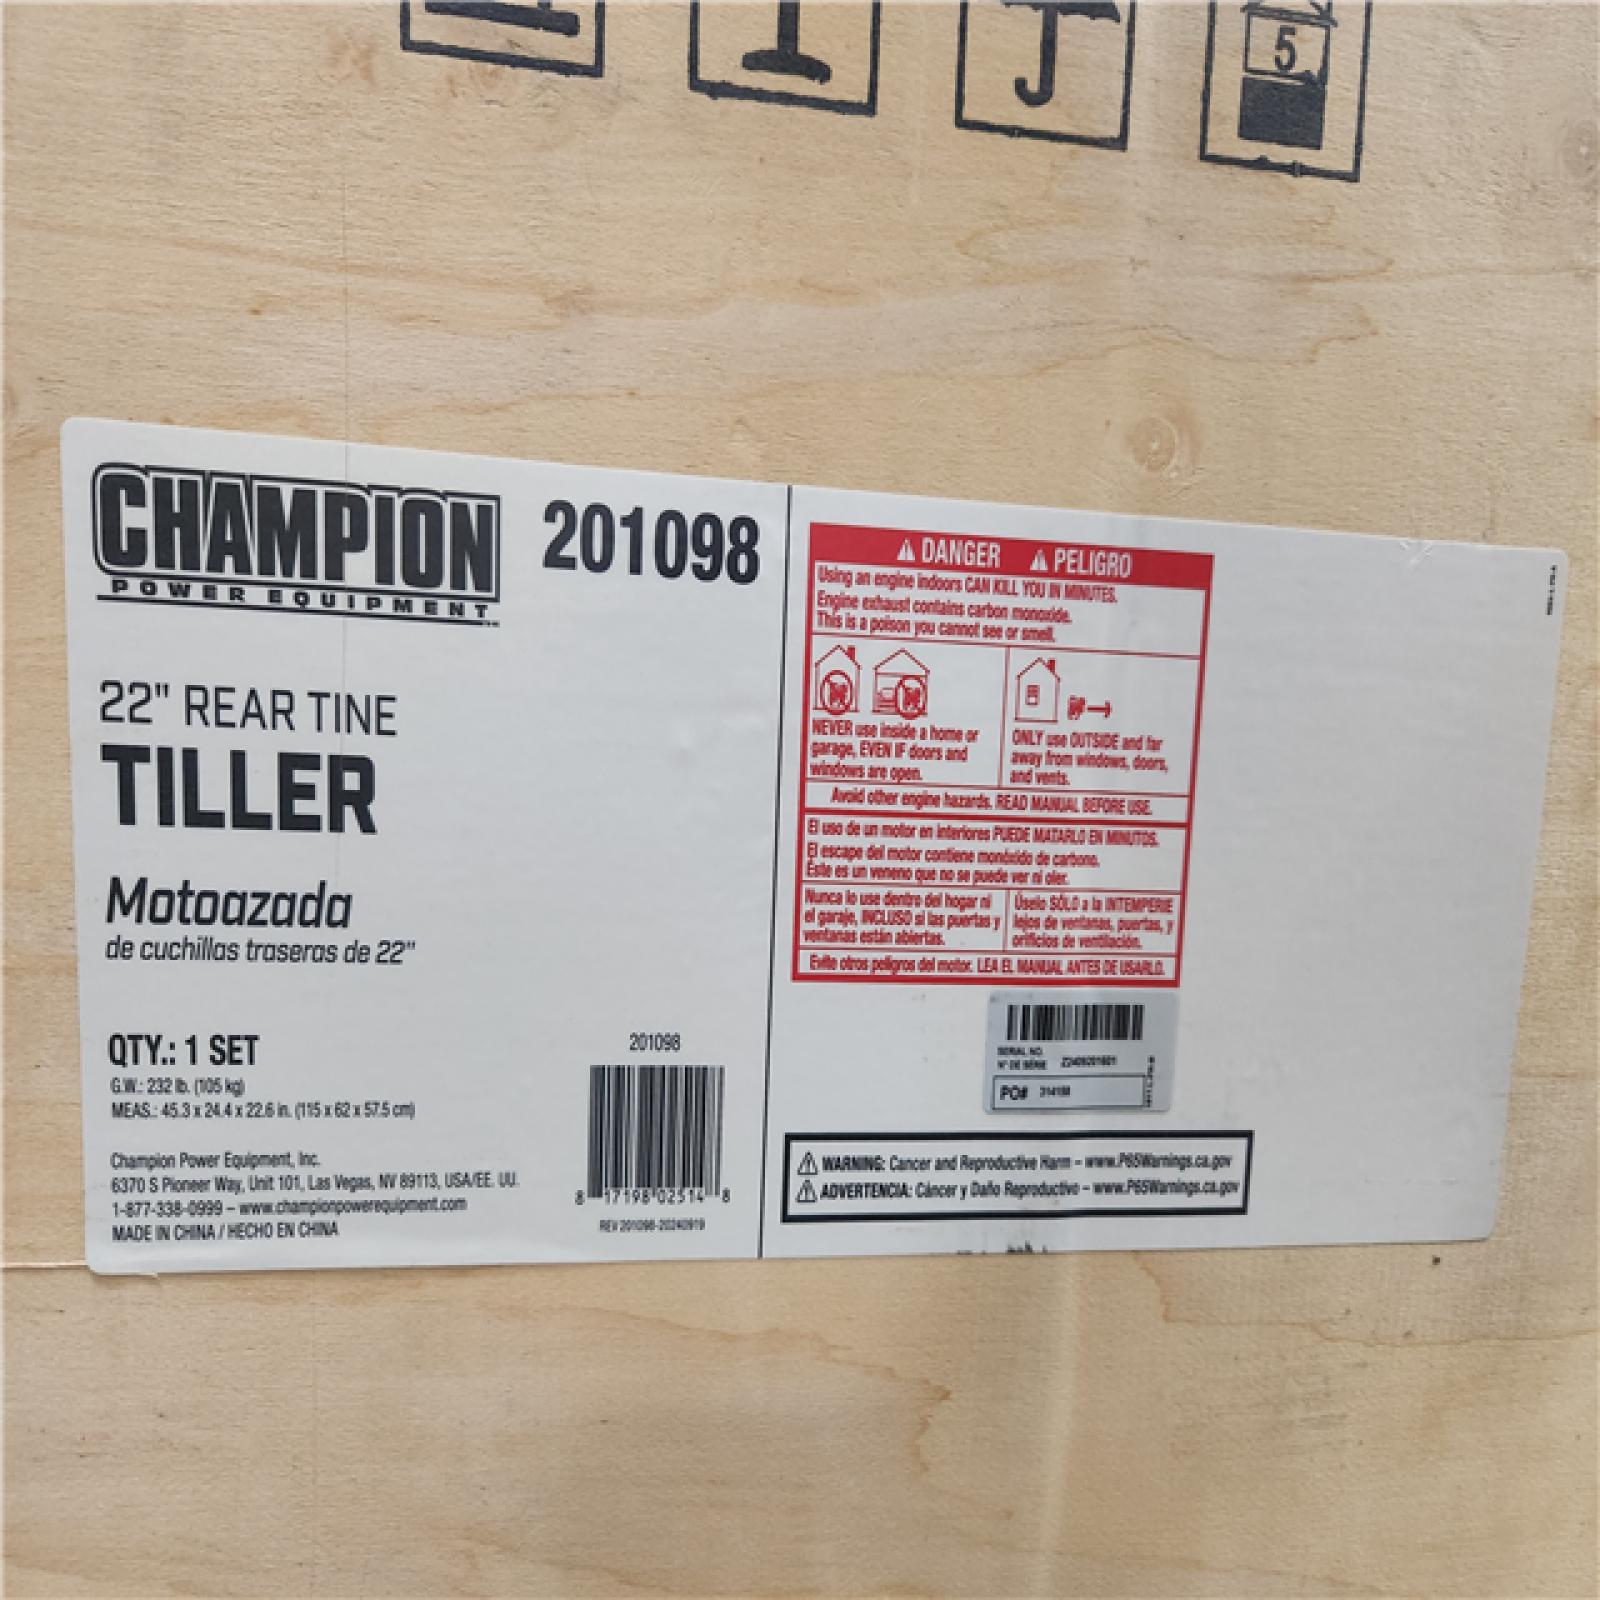 5
CHAMPION
POWER EQUIPMENT™
201098
22" REAR TINE
TILLER
Motoazada
de cuchillas traseras de 22"
QTY.: 1 SET
G.W.: 232 lb. (105 kg)
MEAS.: 45.3 x 24.4 x 22.6 in. (115 x 62 x 57.5 cm)
Champion Power Equipment, Inc.
6370 S Pioneer Way, Unit 101, Las Vegas, NV 89113, USA/EE. UU.
1-877-338-0999 – www.championpowerequipment.com
MADE IN CHINA / HECHO EN CHINA
201098
8 17198 02514 8
REV 201098-20240919
⚠ DANGER ⚠ PELIGRO
Using an engine indoors CAN KILL YOU IN MINUTES.
Engine exhaust contains carbon monoxide.
This is a poison you cannot see or smell.
NEVER use inside a home or
garage, EVEN IF doors and
windows are open.
ONLY use OUTSIDE and far
away from windows, doors,
and vents.
Avoid other engine hazards. READ MANUAL BEFORE USE.
El uso de un motor en interiores PUEDE MATARLO EN MINUTOS.
El escape del motor contiene monóxido de carbono.
Éste es un veneno que no se puede ver ni oler.
Nunca lo use dentro del hogar ni
el garaje, INCLUSO si las puertas y
ventanas están abiertas.
Úselo SÓLO a la INTEMPERIE
lejos de ventanas, puertas, y
orificios de ventilación.
Evite otros peligros del motor. LEA EL MANUAL ANTES DE USARLO.
SERIAL NO.
N° DE SÉRIE
PO# 314188
⚠ WARNING: Cancer and Reproductive Harm – www.P65Warnings.ca.gov
⚠ ADVERTENCIA: Cáncer y Daño Reproductivo – www.P65Warnings.ca.gov